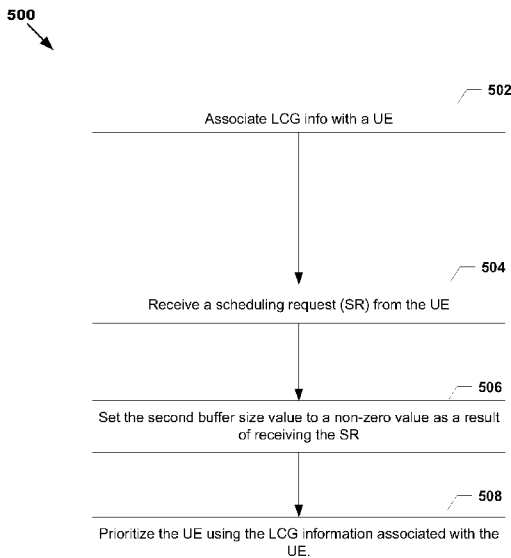 500
502
Associate LCG info with a UE
504
Receive a scheduling request (SR) from the UE
506
Set the second buffer size value to a non-zero value as a result
of receiving the SR
508
Prioritize the UE using the LCG information associated with the
UE.